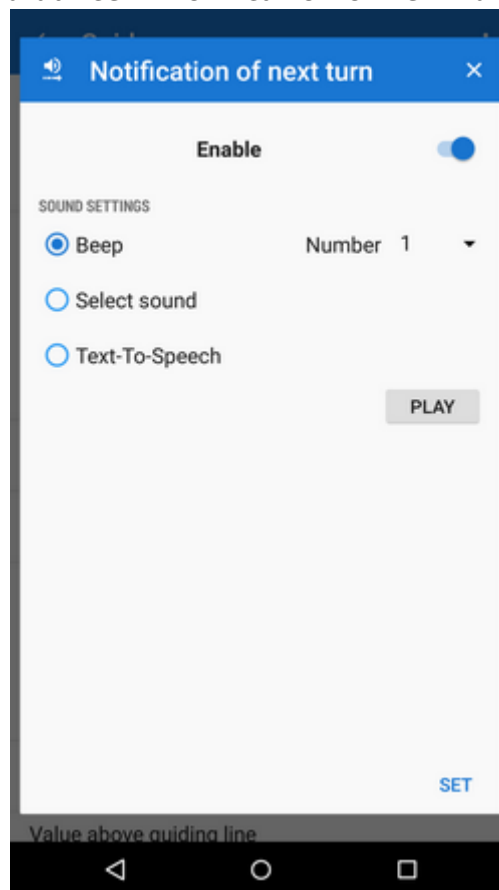 Notification of next turn
Enable
SOUND SETTINGS
Beep Number 1
Select sound
Text-To-Speech
PLAY
SET
Value above guiding line